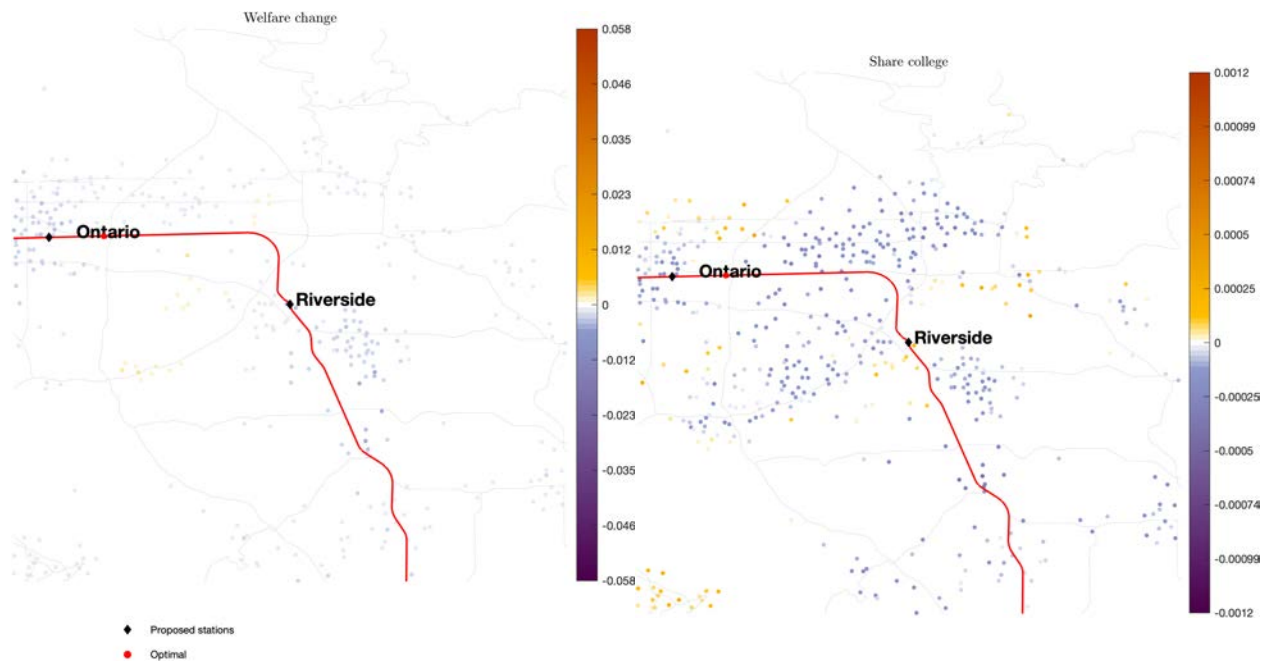 Welfare change
0.058
0.046
0.035
0.023
0.012
0
-0.012
-0.023
-0.035
-0.046
-0.058
Ontario
Riverside
Proposed stations
Optimal
Share college
0.0012
0.00099
0.00074
0.0005
0.00025
0
-0.00025
-0.0005
-0.00074
-0.00099
-0.0012
Ontario
Riverside